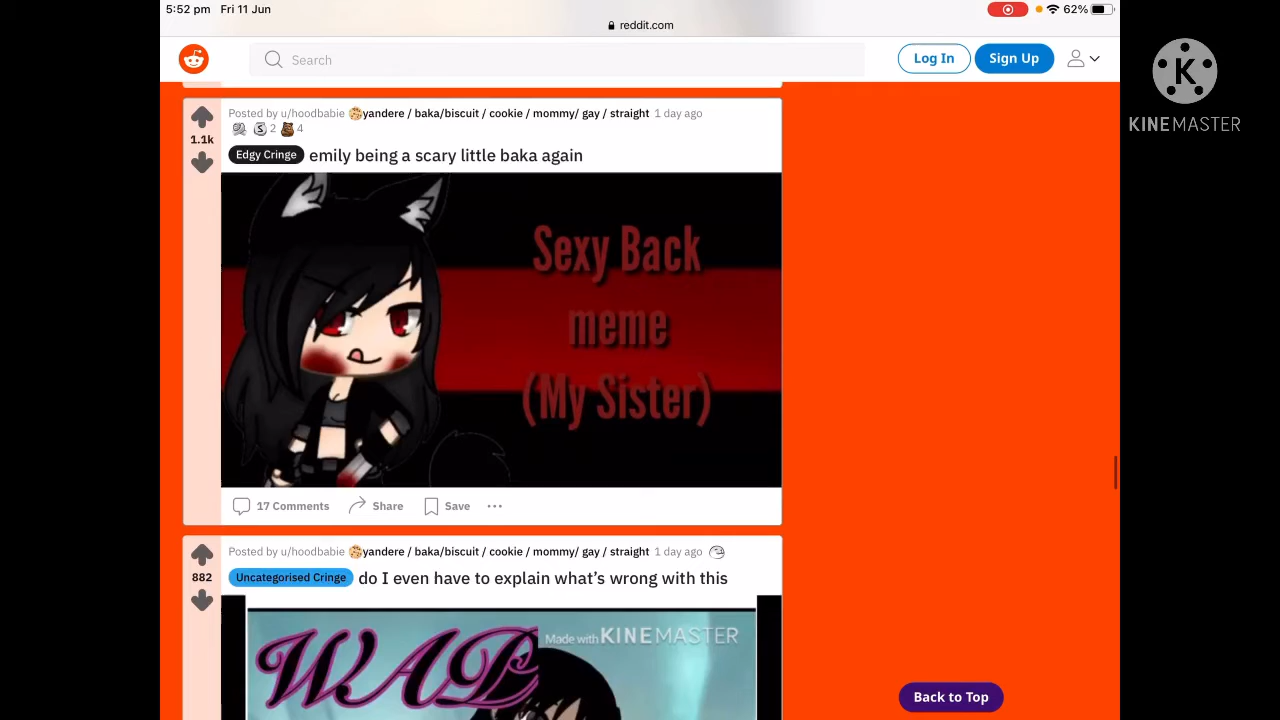 5:52 pm Fri 11 Jun
62%
reddit.com
Search
Log In
Sign Up
K
KINEMASTER
Posted by u/hoodbabie yandere / baka/biscuit / cookie / mommy/ gay / straight 1 day ago
S 2 4
1.1k
Edgy Cringe emily being a scary little baka again
Sexy Back
meme
(My Sister)
17 Comments Share Save
Posted by u/hoodbabie yandere / baka/biscuit / cookie / mommy/ gay / straight 1 day ago
882
Uncategorised Cringe do I even have to explain what’s wrong with this
Made with KINEMASTER
WAP
Back to Top